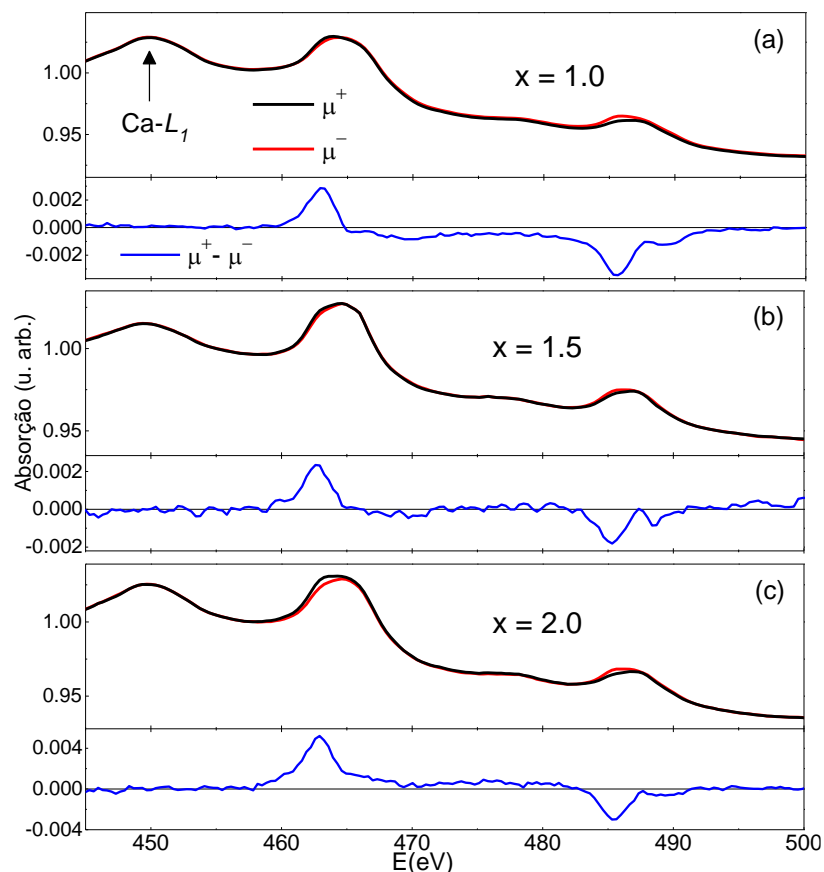 (a)
x = 1.0
Ca-L₁
μ⁺
μ⁻
1.00
0.95
0.002
0.000
-0.002
μ⁺- μ⁻
(b)
x = 1.5
1.00
0.95
0.002
0.000
-0.002
Absorção (u. arb.)
(c)
x = 2.0
1.00
0.95
0.004
0.000
-0.004
450 460 470 480 490 500
E(eV)